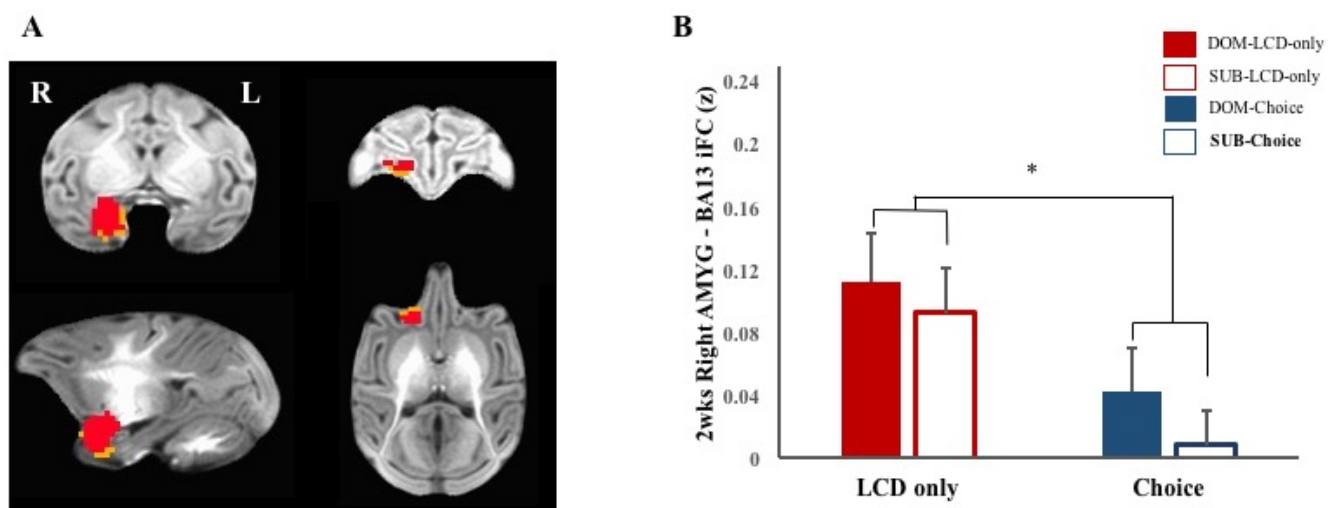 A
R
L
B
DOM-LCD-only
SUB-LCD-only
DOM-Choice
SUB-Choice
2wks Right AMYG - BA13 iFC (z)
0.24
0.2
0.16
0.12
0.08
0.04
0
*
LCD only
Choice